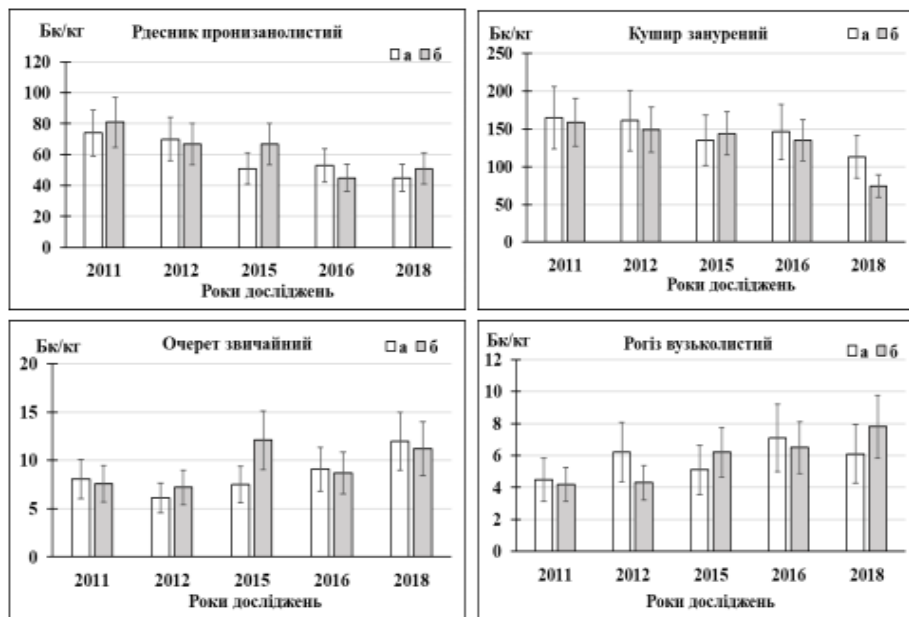 Бк/кг
Рдесник пронизанолистий
а б
120
100
80
60
40
20
0
2011 2012 2015 2016 2018
Роки досліджень
Бк/кг
Кушир занурений
а б
250
200
150
100
50
0
2011 2012 2015 2016 2018
Роки досліджень
Бк/кг
Очерет звичайний
а б
20
15
10
5
0
2011 2012 2015 2016 2018
Роки досліджень
Бк/кг
Рогіз вузьколистий
а б
12
10
8
6
4
2
0
2011 2012 2015 2016 2018
Роки досліджень